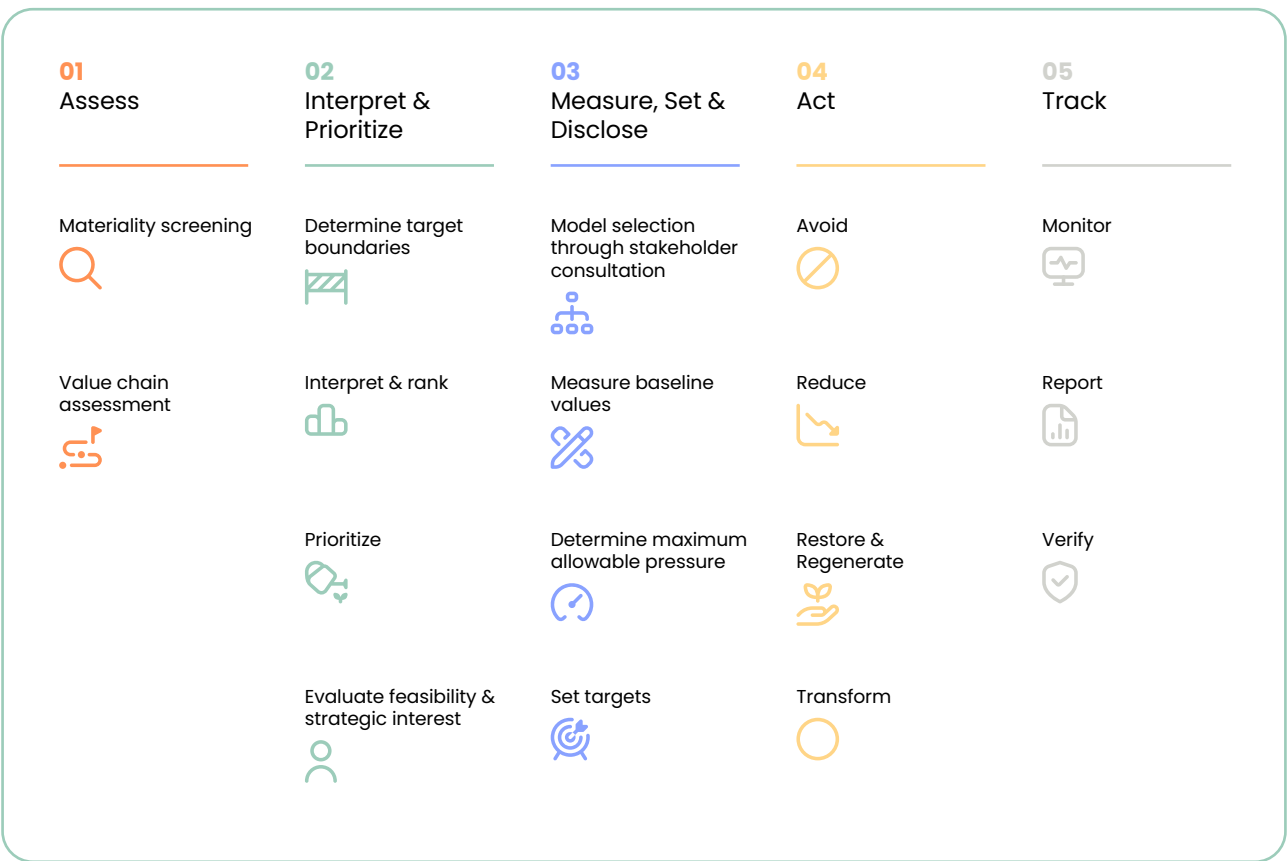 01
Assess
Materiality screening
Value chain
assessment
02
Interpret &
Prioritize
Determine target
boundaries
Interpret & rank
Prioritize
Evaluate feasibility &
strategic interest
03
Measure, Set &
Disclose
Model selection
through stakeholder
consultation
Measure baseline
values
Determine maximum
allowable pressure
Set targets
04
Act
Avoid
Reduce
Restore &
Regenerate
Transform
05
Track
Monitor
Report
Verify